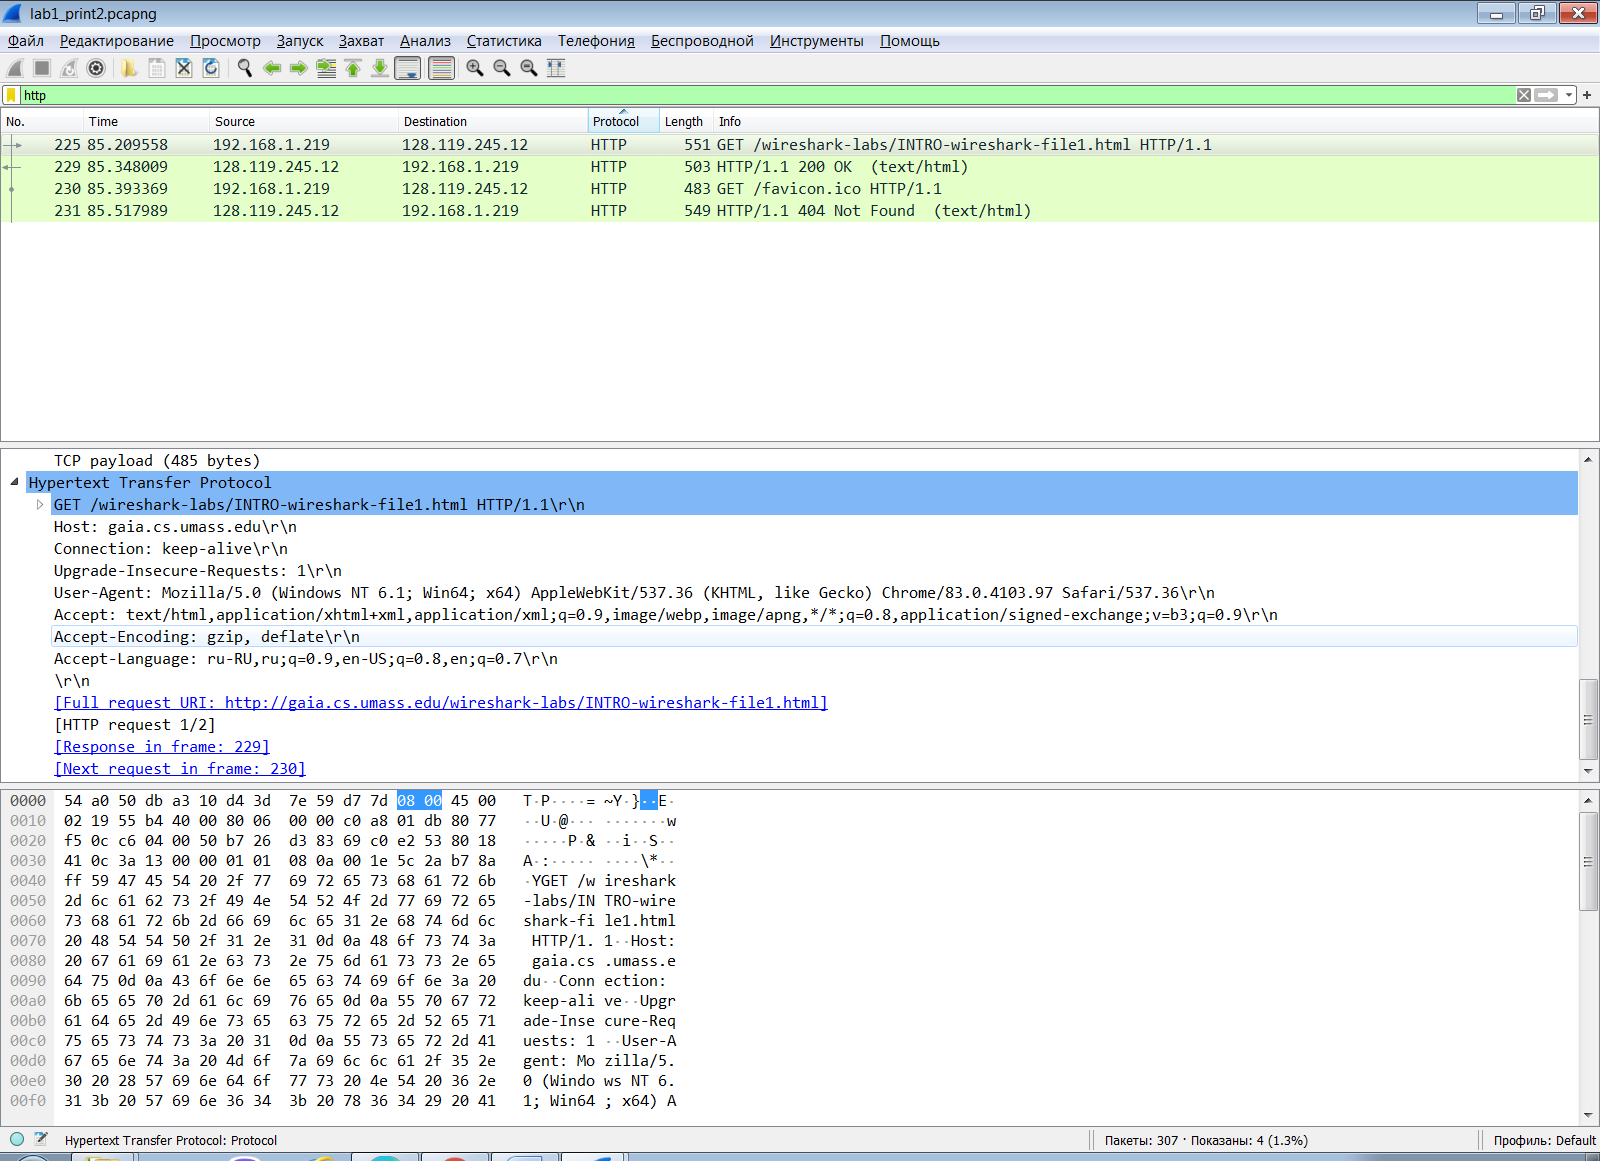 lab1_print2.pcapng
Файл Редактирование Просмотр Запуск Захват Анализ Статистика Телефония Беспроводной Инструменты Помощь
http
No. Time Source Destination Protocol Length Info
225 85.209558 192.168.1.219 128.119.245.12 HTTP 551 GET /wireshark-labs/INTRO-wireshark-file1.html HTTP/1.1
229 85.348009 128.119.245.12 192.168.1.219 HTTP 503 HTTP/1.1 200 OK (text/html)
230 85.393369 192.168.1.219 128.119.245.12 HTTP 483 GET /favicon.ico HTTP/1.1
231 85.517989 128.119.245.12 192.168.1.219 HTTP 549 HTTP/1.1 404 Not Found (text/html)
TCP payload (485 bytes)
Hypertext Transfer Protocol
GET /wireshark-labs/INTRO-wireshark-file1.html HTTP/1.1\r\n
Host: gaia.cs.umass.edu\r\n
Connection: keep-alive\r\n
Upgrade-Insecure-Requests: 1\r\n
User-Agent: Mozilla/5.0 (Windows NT 6.1; Win64; x64) AppleWebKit/537.36 (KHTML, like Gecko) Chrome/83.0.4103.97 Safari/537.36\r\n
Accept: text/html,application/xhtml+xml,application/xml;q=0.9,image/webp,image/apng,*/*;q=0.8,application/signed-exchange;v=b3;q=0.9\r\n
Accept-Encoding: gzip, deflate\r\n
Accept-Language: ru-RU,ru;q=0.9,en-US;q=0.8,en;q=0.7\r\n
\r\n
[Full request URI: http://gaia.cs.umass.edu/wireshark-labs/INTRO-wireshark-file1.html]
[HTTP request 1/2]
[Response in frame: 229]
[Next request in frame: 230]
0000 54 a0 50 db a3 10 d4 3d 7e 59 d7 7d 08 00 45 00 T·P····= ~Y·}··E·
0010 02 19 55 b4 40 00 80 06 00 00 c0 a8 01 db 80 77 ··U·@··· ·······w
0020 f5 0c c6 04 00 50 b7 26 d3 83 69 c0 e2 53 80 18 ·····P·& ··i··S··
0030 41 0c 3a 13 00 00 01 01 08 0a 00 1e 5c 2a b7 8a A·:····· ····\*··
0040 ff 59 47 45 54 20 2f 77 69 72 65 73 68 61 72 6b ·YGET /w ireshark
0050 2d 6c 61 62 73 2f 49 4e 54 52 4f 2d 77 69 72 65 -labs/IN TRO-wire
0060 73 68 61 72 6b 2d 66 69 6c 65 31 2e 68 74 6d 6c shark-fi le1.html
0070 20 48 54 54 50 2f 31 2e 31 0d 0a 48 6f 73 74 3a HTTP/1. 1··Host:
0080 20 67 61 69 61 2e 63 73 2e 75 6d 61 73 73 2e 65 gaia.cs .umass.e
0090 64 75 0d 0a 43 6f 6e 6e 65 63 74 69 6f 6e 3a 20 du··Conn ection:
00a0 6b 65 65 70 2d 61 6c 69 76 65 0d 0a 55 70 67 72 keep-ali ve··Upgr
00b0 61 64 65 2d 49 6e 73 65 63 75 72 65 2d 52 65 71 ade-Inse cure-Req
00c0 75 65 73 74 73 3a 20 31 0d 0a 55 73 65 72 2d 41 uests: 1 ··User-A
00d0 67 65 6e 74 3a 20 4d 6f 7a 69 6c 6c 61 2f 35 2e gent: Mo zilla/5.
00e0 30 20 28 57 69 6e 64 6f 77 73 20 4e 54 20 36 2e 0 (Windo ws NT 6.
00f0 31 3b 20 57 69 6e 36 34 3b 20 78 36 34 29 20 41 1; Win64 ; x64) A
Hypertext Transfer Protocol: Protocol Пакеты: 307 · Показаны: 4 (1.3%) Профиль: Default